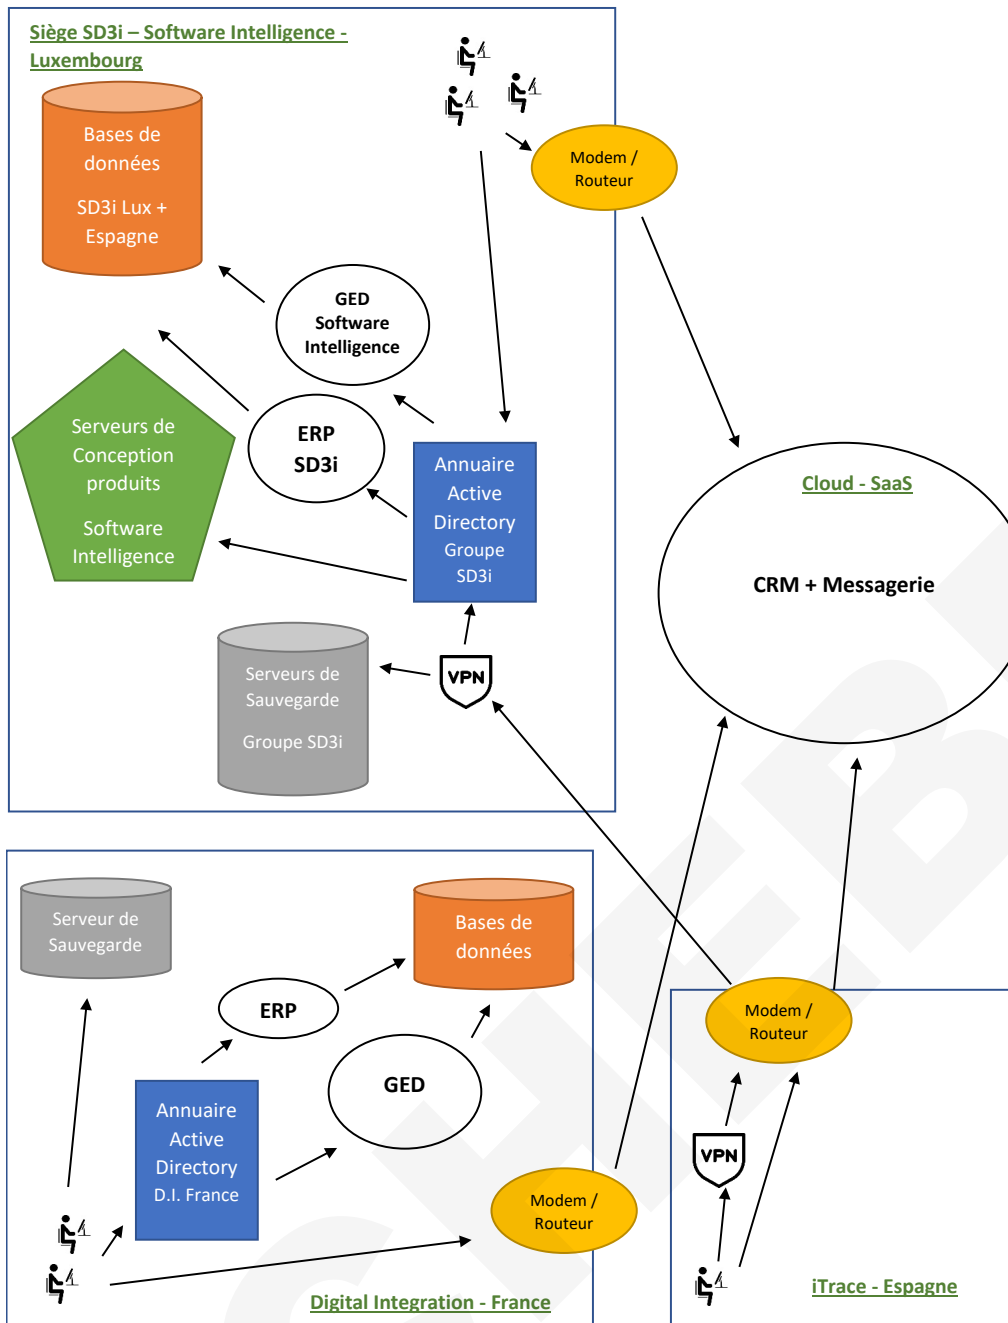 Siège SD3i – Software Intelligence -
Luxembourg
Bases de
données
SD3i Lux +
Espagne
Modem /
Routeur
GED
Software
Intelligence
ERP
SD3i
Serveurs de
Conception
produits
Software
Intelligence
Annuaire
Active
Directory
Groupe
SD3i
Cloud - SaaS
CRM + Messagerie
Serveurs de
Sauvegarde
Groupe SD3i
VPN
Serveur de
Sauvegarde
Bases de
données
ERP
GED
Annuaire
Active
Directory
D.I. France
Modem /
Routeur
Digital Integration - France
Modem /
Routeur
VPN
iTrace - Espagne